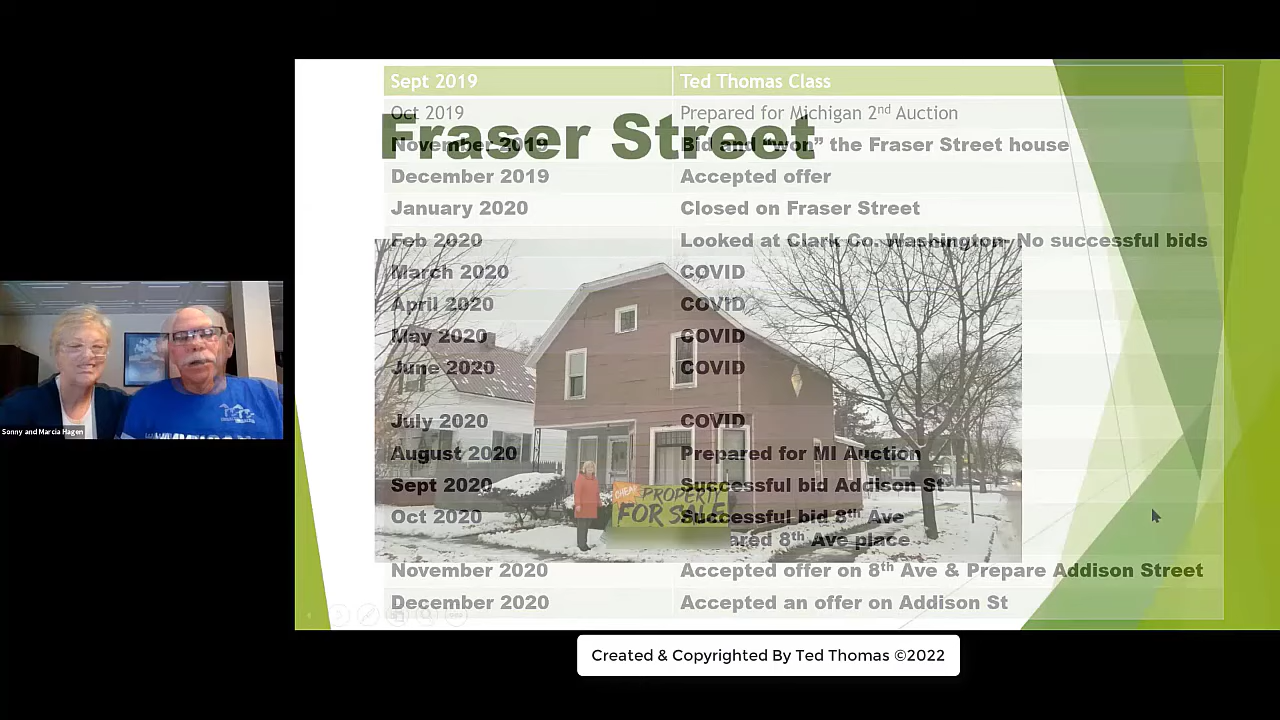 Sept 2019 Ted Thomas Class
Oct 2019 Prepared for Michigan 2nd Auction
Fraser Street
November 2019 Bid and “won” the Fraser Street house
December 2019 Accepted offer
January 2020 Closed on Fraser Street
Feb 2020 Looked at Clark Co. Washington- No successful bids
March 2020 COVID
April 2020 COVID
May 2020 COVID
June 2020 COVID
July 2020 COVID
August 2020 Prepared for MI Auction
Sept 2020 Successful bid Addison St
CHEAP PROPERTY
FOR SALE
Oct 2020 Successful bid 8th Ave
8th Ave place
November 2020 Accepted offer on 8th Ave & Prepare Addison Street
December 2020 Accepted an offer on Addison St
Sonny and Marcia Hagen
Created & Copyrighted By Ted Thomas ©2022